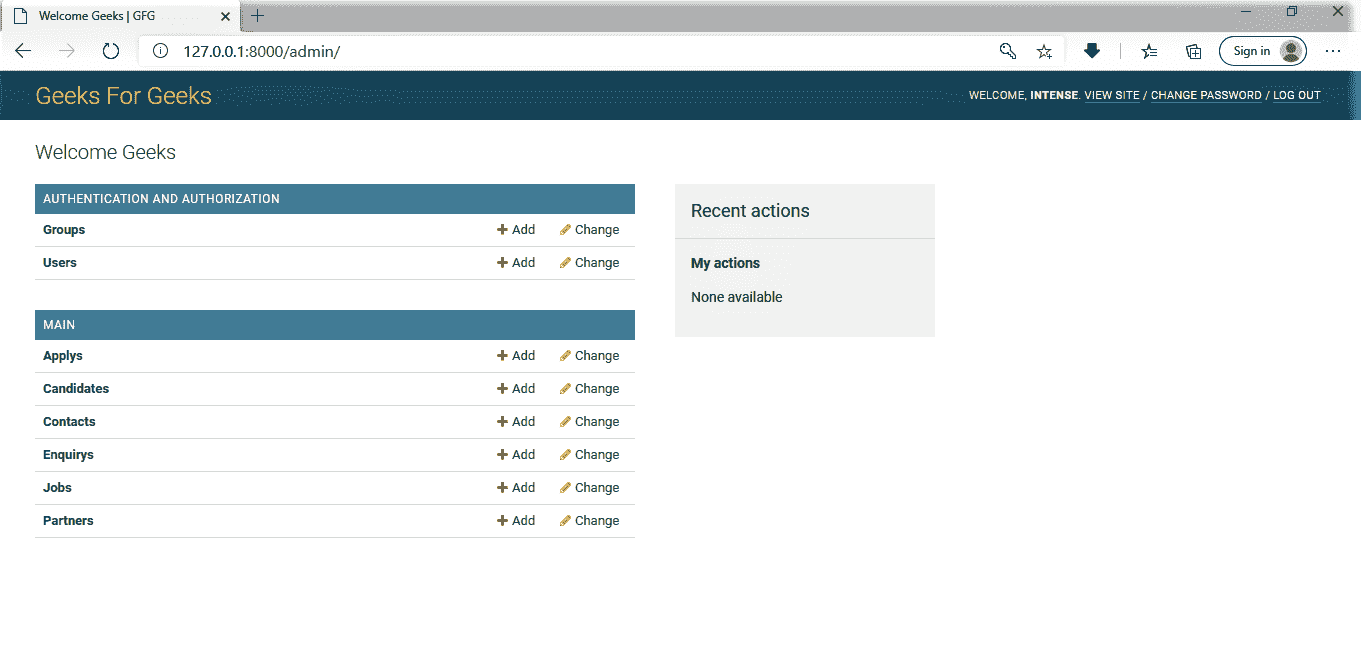 Welcome Geeks | GFG
127.0.0.1:8000/admin/
Sign in
Geeks For Geeks
WELCOME, INTENSE. VIEW SITE / CHANGE PASSWORD / LOG OUT
Welcome Geeks
AUTHENTICATION AND AUTHORIZATION
Groups Add Change
Users Add Change
MAIN
Applys Add Change
Candidates Add Change
Contacts Add Change
Enquirys Add Change
Jobs Add Change
Partners Add Change
Recent actions
My actions
None available